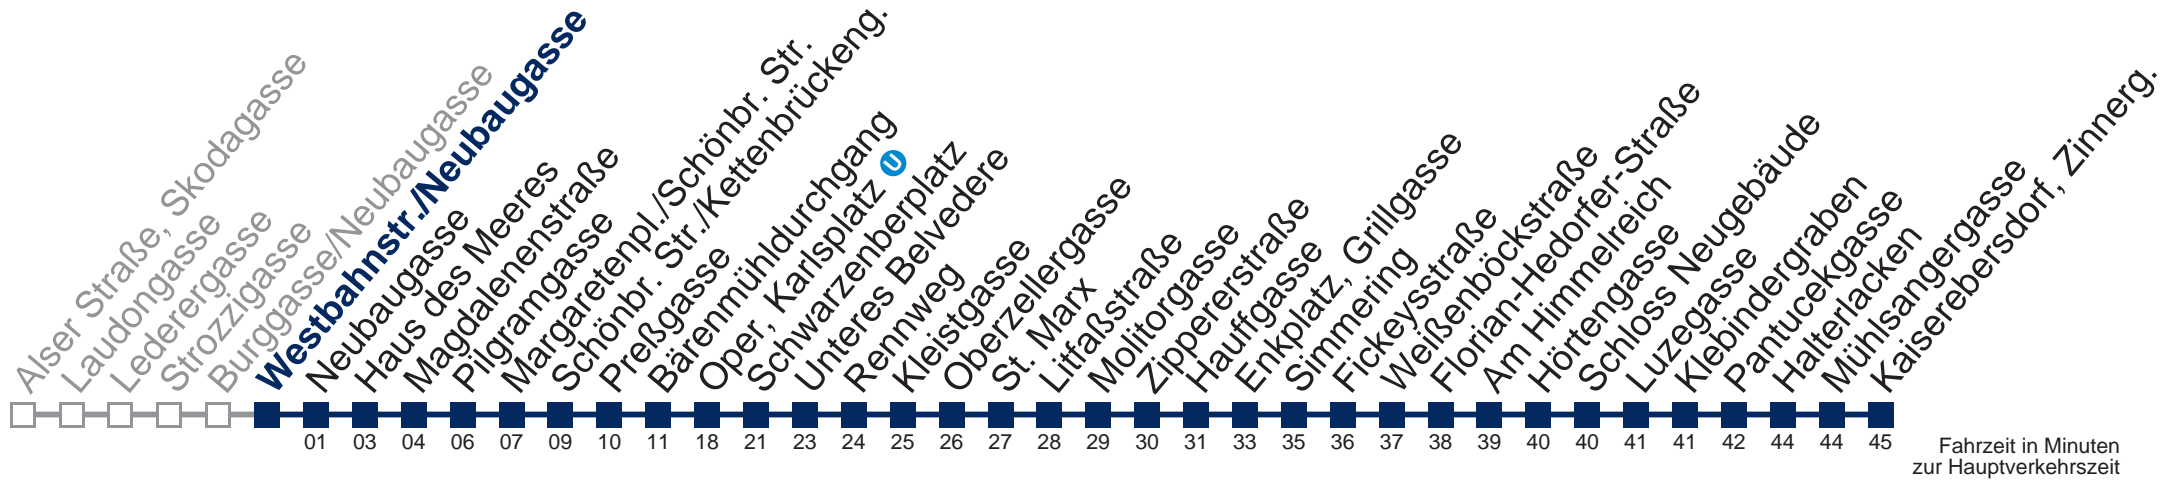 Alser Straße, Skodagasse
Laudongasse
Lederergasse
Strozzigasse
Burggasse/Neubaugasse
Westbahnstr./Neubaugasse
Neubaugasse
Haus des Meeres
Magdalenenstraße
Pilgramgasse
Margaretenpl./Schönbr. Str.
Schönbr. Str./Kettenbrückeng.
Preßgasse
Bärenmühldurchgang
Oper, Karlsplatz U
Schwarzenbergplatz
Unteres Belvedere
Rennweg
Kleistgasse
Oberzellergasse
St. Marx
Litfaßstraße
Molitorgasse
Zippererstraße
Hauffgasse
Enkplatz, Grillgasse
Simmering
Fickeysstraße
Weißenböckstraße
Florian-Hedorfer-Straße
Am Himmelreich
Hörtengasse
Schloss Neugebäude
Luzegasse
Klebindergraben
Pantucekgasse
Halterlacken
Mühlsangergasse
Kaiserebersdorf, Zinnerg.
01 03 04 06 07 09 10 11 18 21 23 24 25 26 27 28 29 30 31 33 35 36 37 38 39 40 40 41 41 42 44 44 45
Fahrzeit in Minuten
zur Hauptverkehrszeit